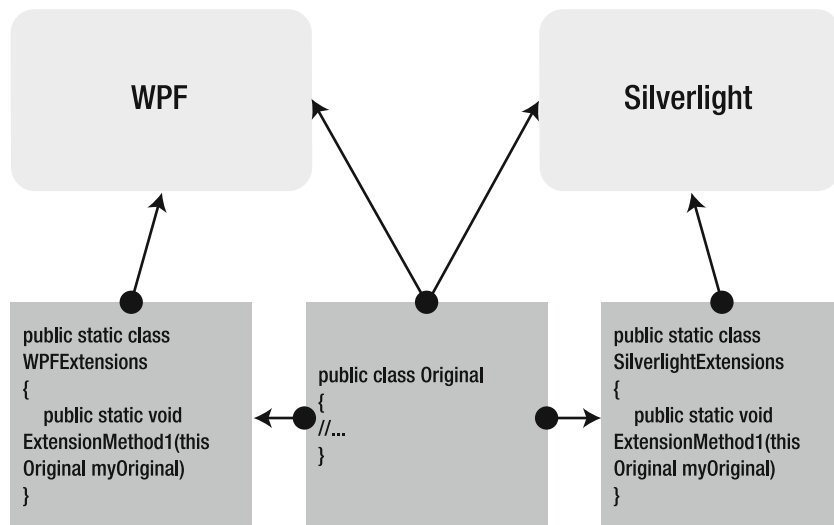 WPF
Silverlight
public static class
WPFExtensions
{
public static void
ExtensionMethod1(this
Original myOriginal)
}
public class Original
{
//...
}
public static class
SilverlightExtensions
{
public static void
ExtensionMethod1(this
Original myOriginal)
}